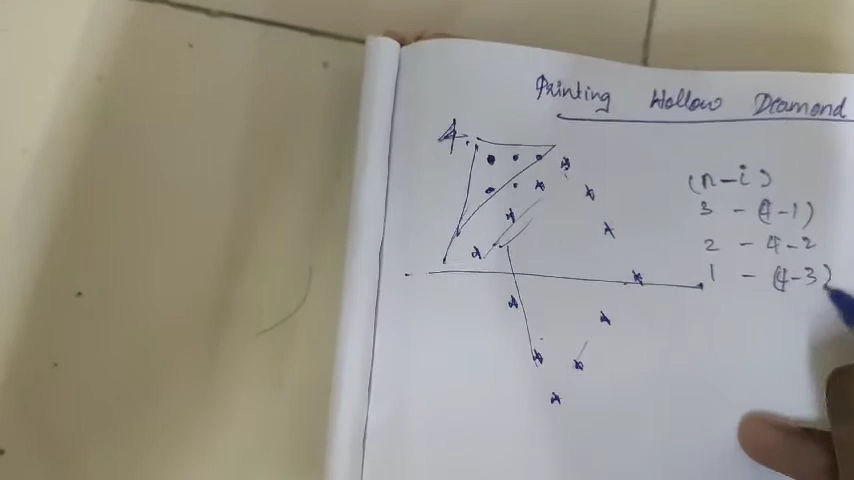 Printing Hollow Diamond
4
(n-i)
3 - (4-1)
2 - 4-2
1 - (4-3)